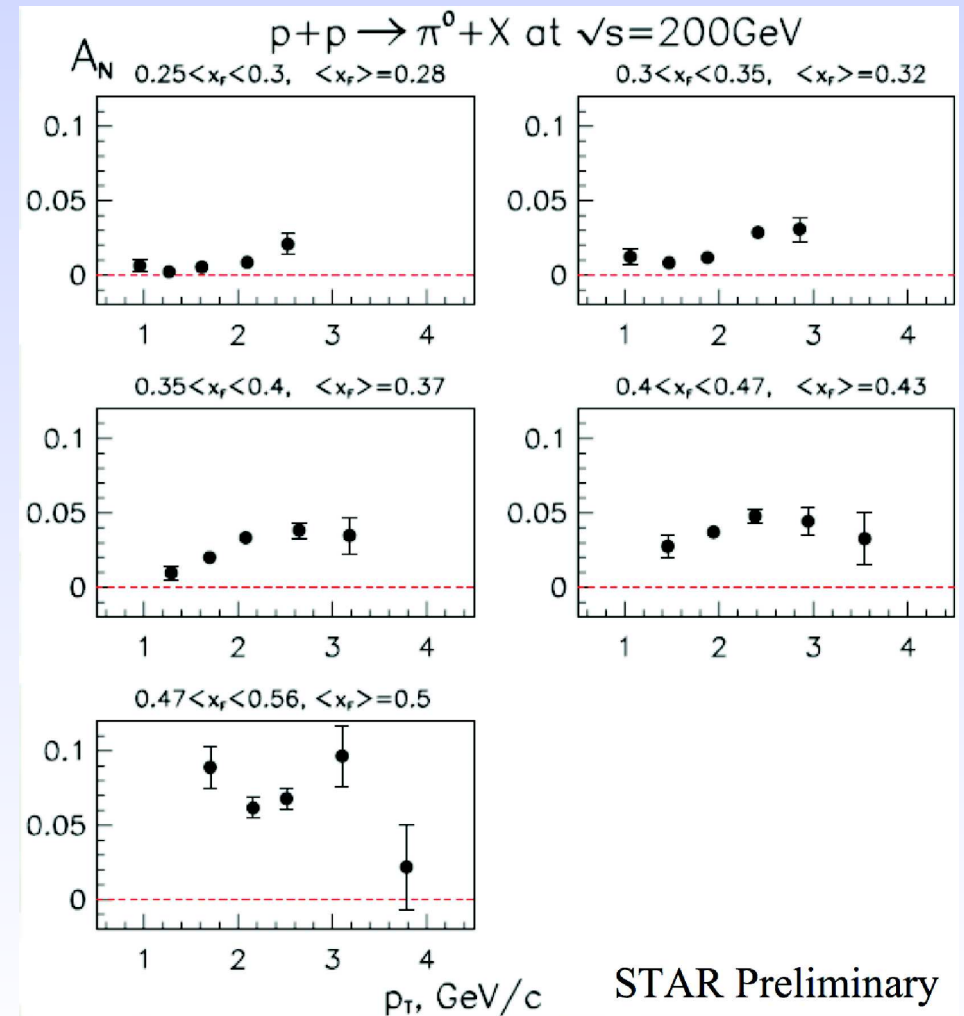 p+p → π⁰+X at √s=200GeV
A_N
0.25<x_F<0.3, <x_F>=0.28
0.3<x_F<0.35, <x_F>=0.32
0.1
0.05
0
1 2 3 4
0.1
0.05
0
1 2 3 4
0.35<x_F<0.4, <x_F>=0.37
0.4<x_F<0.47, <x_F>=0.43
0.1
0.05
0
1 2 3 4
0.1
0.05
0
1 2 3 4
0.47<x_F<0.56, <x_F>=0.5
0.1
0.05
0
1 2 3 4
p_T, GeV/c
STAR Preliminary